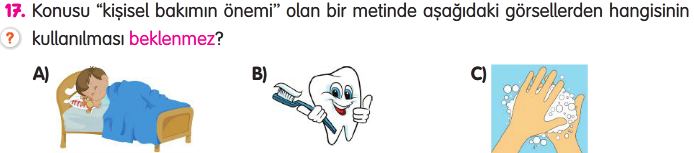 17. Konusu “kişisel bakımın önemi” olan bir metinde aşağıdaki görsellerden hangisinin
? kullanılması beklenmez?
A) B) C)